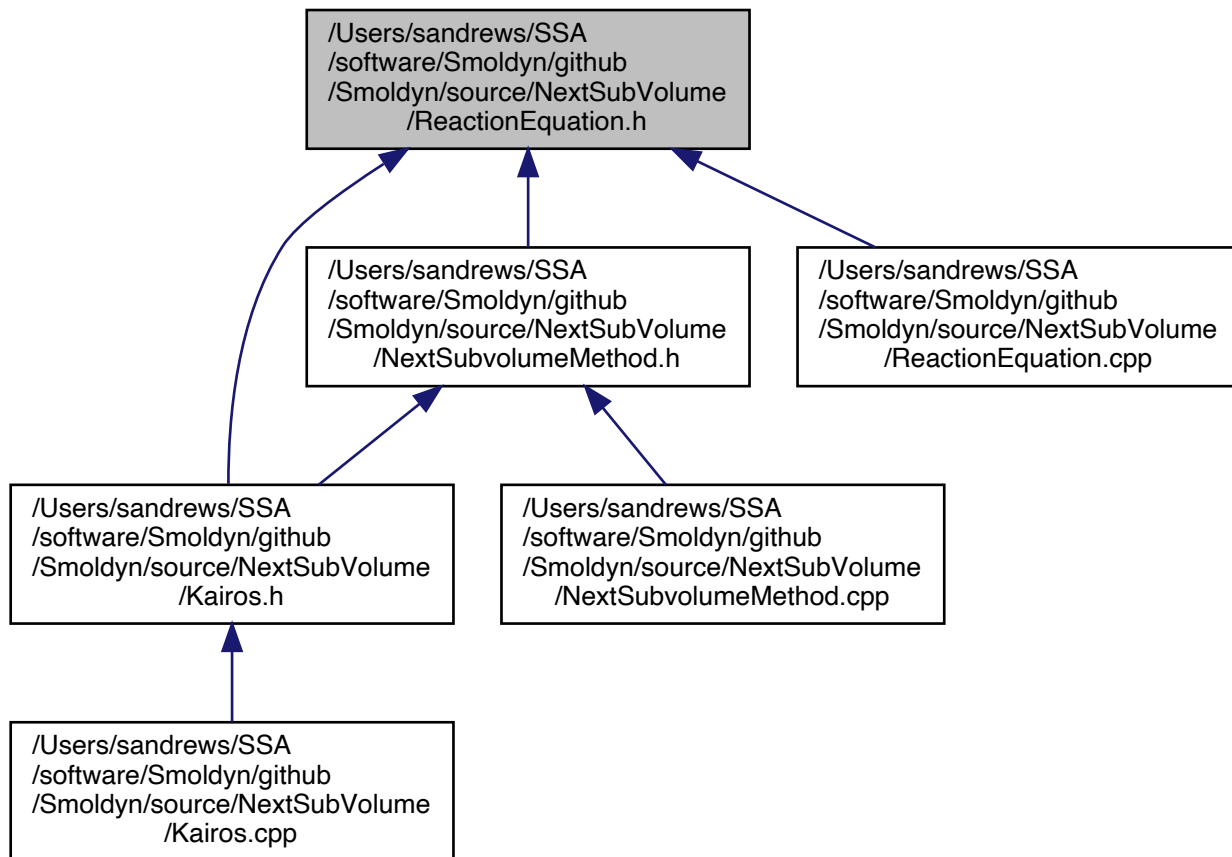 /Users/sandrews/SSA
/software/Smoldyn/github
/Smoldyn/source/NextSubVolume
/ReactionEquation.h
/Users/sandrews/SSA
/software/Smoldyn/github
/Smoldyn/source/NextSubVolume
/NextSubvolumeMethod.h
/Users/sandrews/SSA
/software/Smoldyn/github
/Smoldyn/source/NextSubVolume
/ReactionEquation.cpp
/Users/sandrews/SSA
/software/Smoldyn/github
/Smoldyn/source/NextSubVolume
/Kairos.h
/Users/sandrews/SSA
/software/Smoldyn/github
/Smoldyn/source/NextSubVolume
/NextSubvolumeMethod.cpp
/Users/sandrews/SSA
/software/Smoldyn/github
/Smoldyn/source/NextSubVolume
/Kairos.cpp